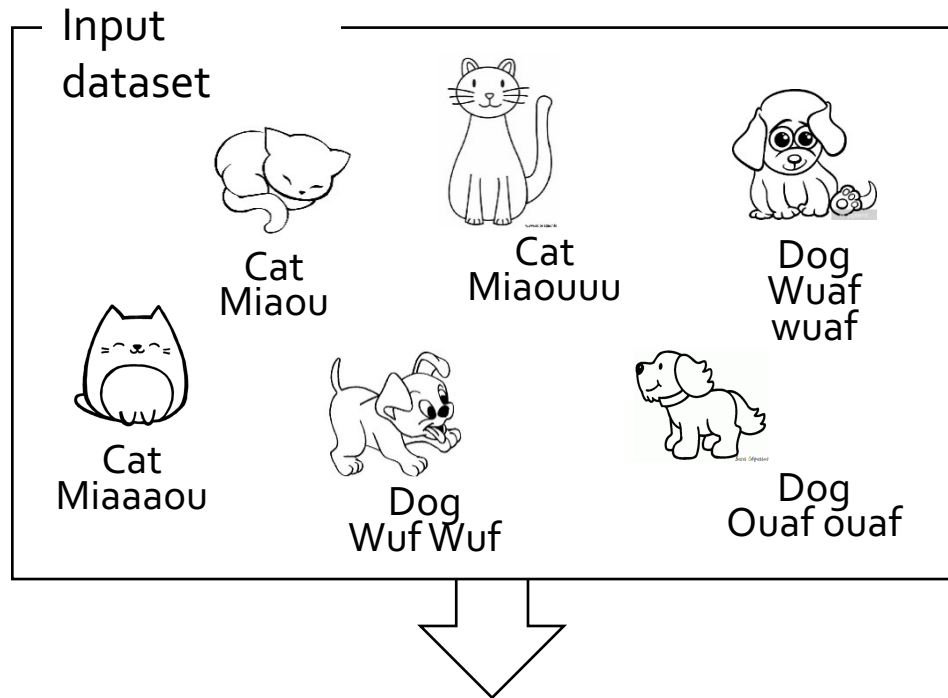 Input
dataset
Cat
Miaou
Cat
Miaouuu
Dog
Wuaf
wuaf
Cat
Miaaaou
Dog
Wuf Wuf
Dog
Ouaf ouaf